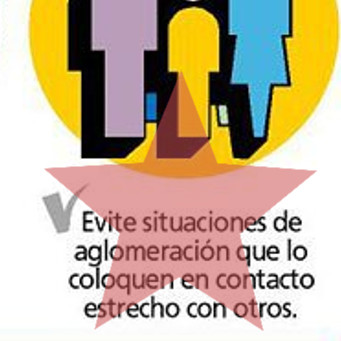 Evite situaciones de
aglomeración que lo
coloquen en contacto
estrecho con otros.